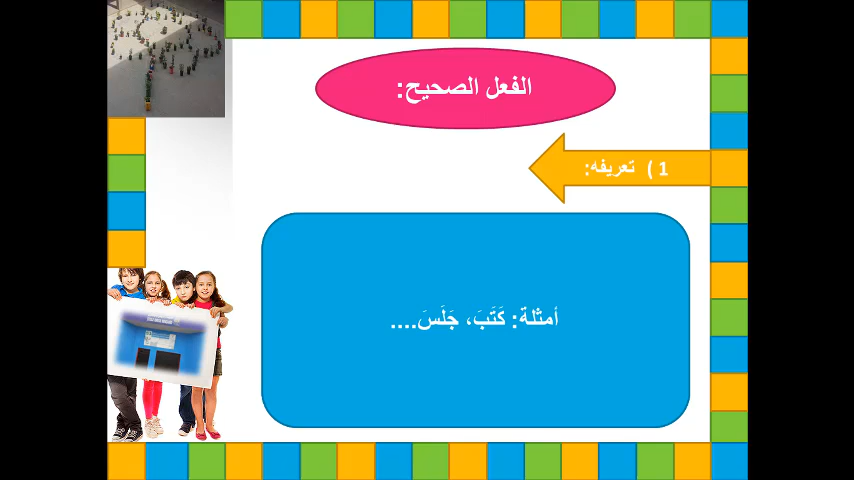 الفعل الصحيح:
1) تعريفه:
أمثلة: كَتَبَ، جَلَسَ....